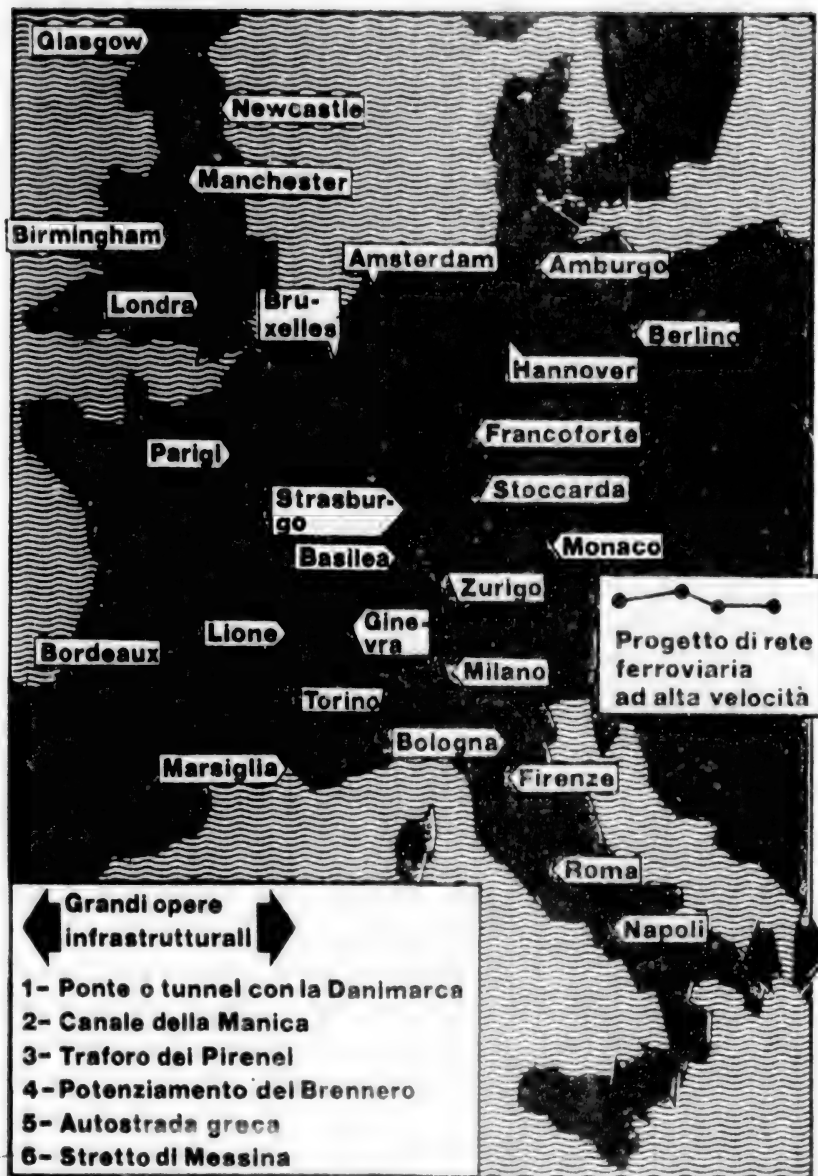 Glasgow
Newcastle
Manchester
Birmingham
Amsterdam
Amburgo
Londra
Bru-
xelles
Berlino
Hannover
Francoforte
Parigi
Stoccarda
Strasbur-
go
Monaco
Basilea
Zurigo
Gine-
vra
Lione
Bordeaux
Milano
Progetto di rete
ferroviaria
ad alta velocità
Torino
Bologna
Marsiglia
Firenze
Roma
Napoli
Grandi opere
infrastrutturali
1- Ponte o tunnel con la Danimarca
2- Canale della Manica
3- Traforo dei Pirenei
4- Potenziamento del Brennero
5- Autostrada greca
6- Stretto di Messina